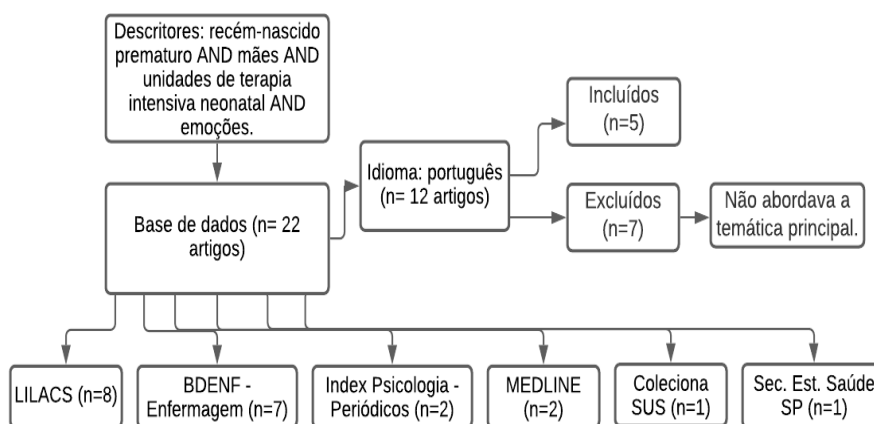 Descritores: recém-nascido
prematuro AND mães AND
unidades de terapia
intensiva neonatal AND
emoções.
Incluídos
(n=5)
Idioma: português
(n= 12 artigos)
Base de dados (n= 22
artigos)
Excluídos
(n=7)
Não abordava a
temática principal.
LILACS (n=8)
BDENF -
Enfermagem (n=7)
Index Psicologia -
Periódicos (n=2)
MEDLINE
(n=2)
Coleciona
SUS (n=1)
Sec. Est. Saúde
SP (n=1)